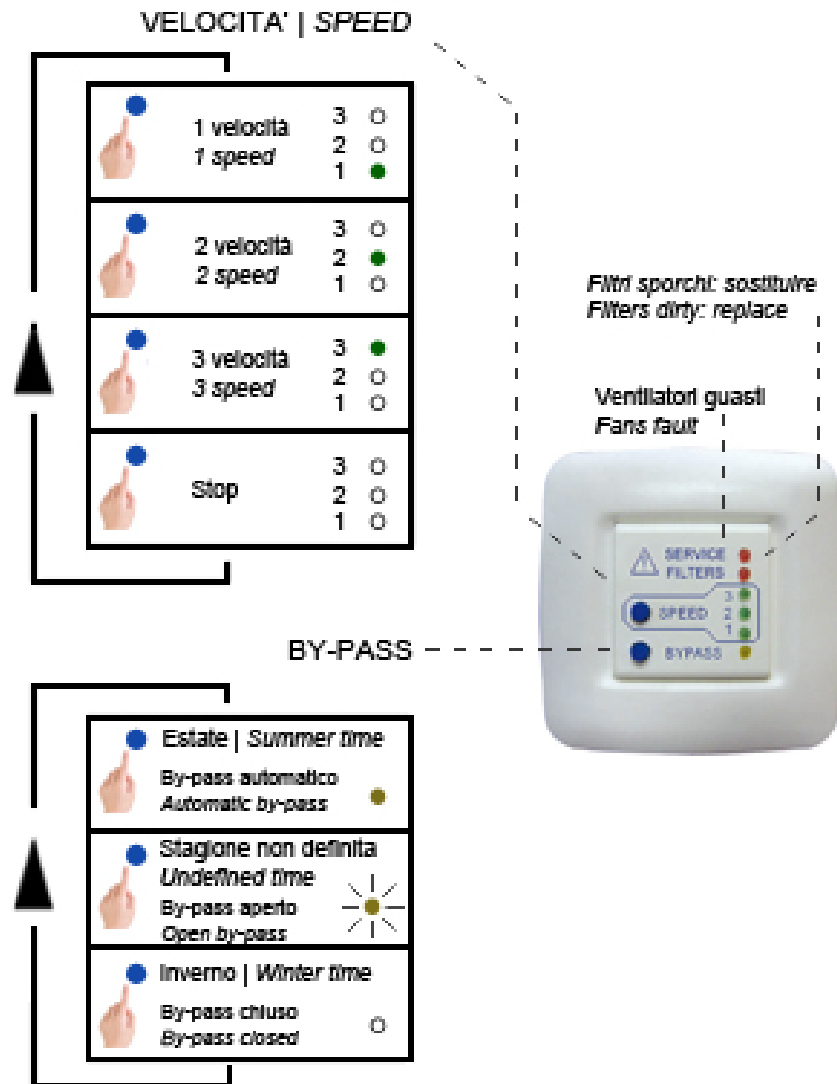 VELOCITA' | SPEED
1 velocità
1 speed
3
2
1
2 velocità
2 speed
3
2
1
3 velocità
3 speed
3
2
1
Stop
3
2
1
Filtri sporchi: sostituire
Filters dirty: replace
Ventilatori guasti
Fans fault
SERVICE
FILTERS
SPEED
3
2
1
BYPASS
BY-PASS
Estate | Summer time
By-pass automatico
Automatic by-pass
Stagione non definita
Undefined time
By-pass aperto
Open by-pass
Inverno | Winter time
By-pass chiuso
By-pass closed